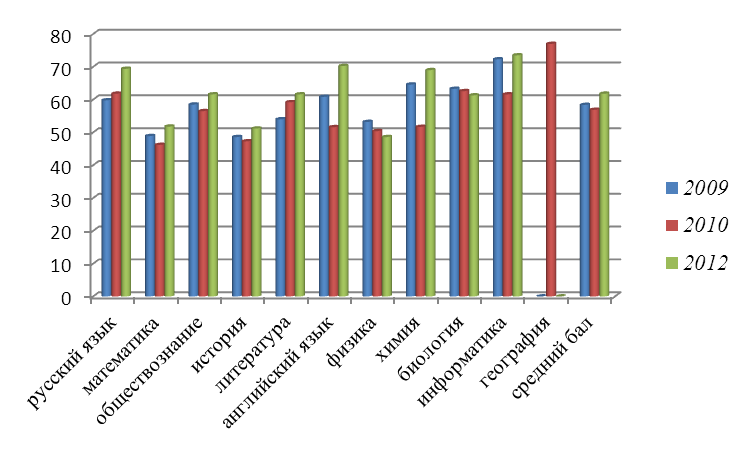 80
70
60
50
40
30
20
10
0
русский язык
математика
обществознание
история
литература
английский язык
физика
химия
биология
информатика
география
средний бал
2009
2010
2012